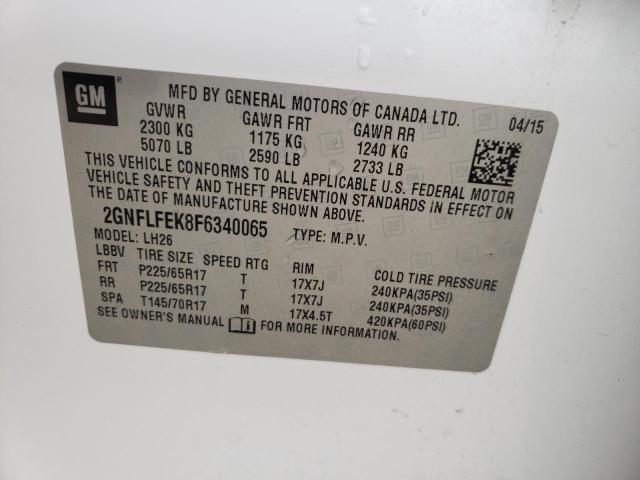 GM
MFD BY GENERAL MOTORS OF CANADA LTD.
04/15
GVWR GAWR FRT GAWR RR
2300 KG 1175 KG 1240 KG
5070 LB 2590 LB 2733 LB
THIS VEHICLE CONFORMS TO ALL APPLICABLE U.S. FEDERAL MOTOR
VEHICLE SAFETY AND THEFT PREVENTION STANDARDS IN EFFECT ON
THE DATE OF MANUFACTURE SHOWN ABOVE.
2GNFLFEK8F6340065 TYPE: M.P.V.
MODEL: LH26
LBBV TIRE SIZE SPEED RTG RIM COLD TIRE PRESSURE
FRT P225/65R17 T 17X7J 240KPA(35PSI)
RR P225/65R17 T 17X7J 240KPA(35PSI)
SPA T145/70R17 M 17X4.5T 420KPA(60PSI)
SEE OWNER'S MANUAL FOR MORE INFORMATION.